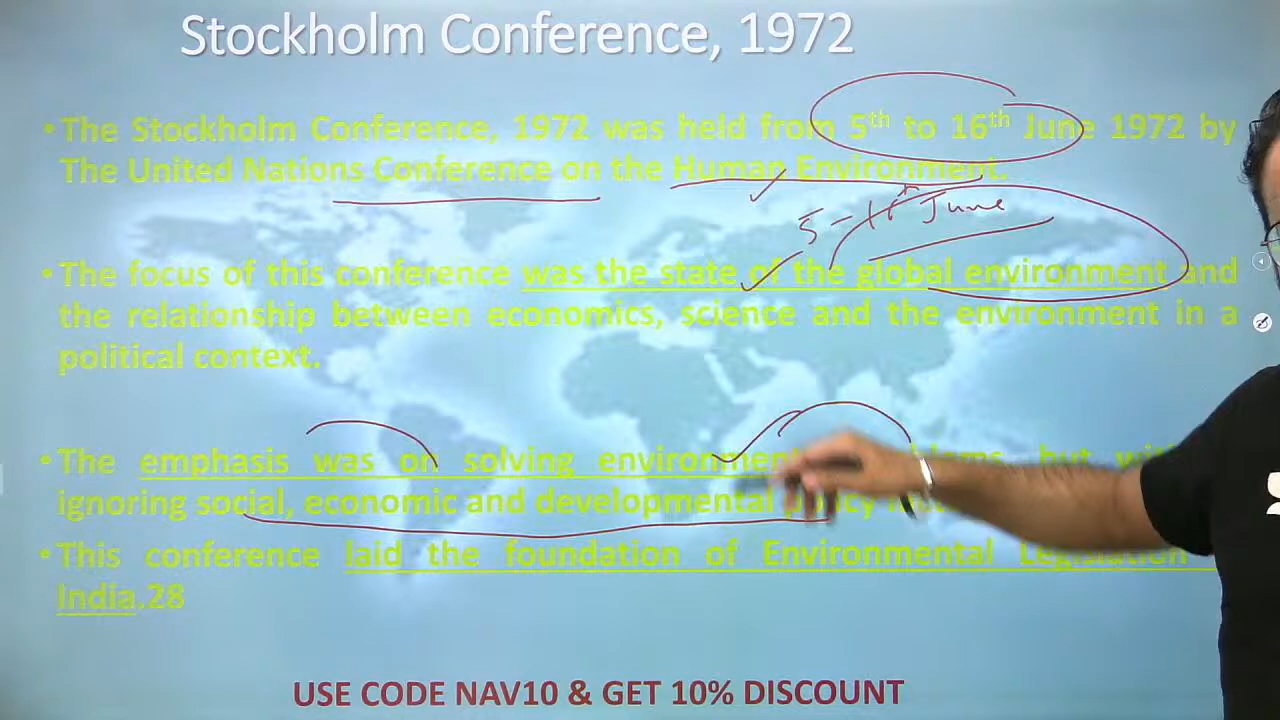 Stockholm Conference, 1972
• The Stockholm Conference, 1972 was held from 5th to 16th June 1972 by
The United Nations Conference on the Human Environment.
5 - 16th June
• The focus of this conference was the state of the global environment and
the relationship between economics, science and the environment in a
political context.
• The emphasis was on solving but
ignoring social, economic and developmental
• This conference laid the foundation of Environmental Legislation
India.28
USE CODE NAV10 & GET 10% DISCOUNT